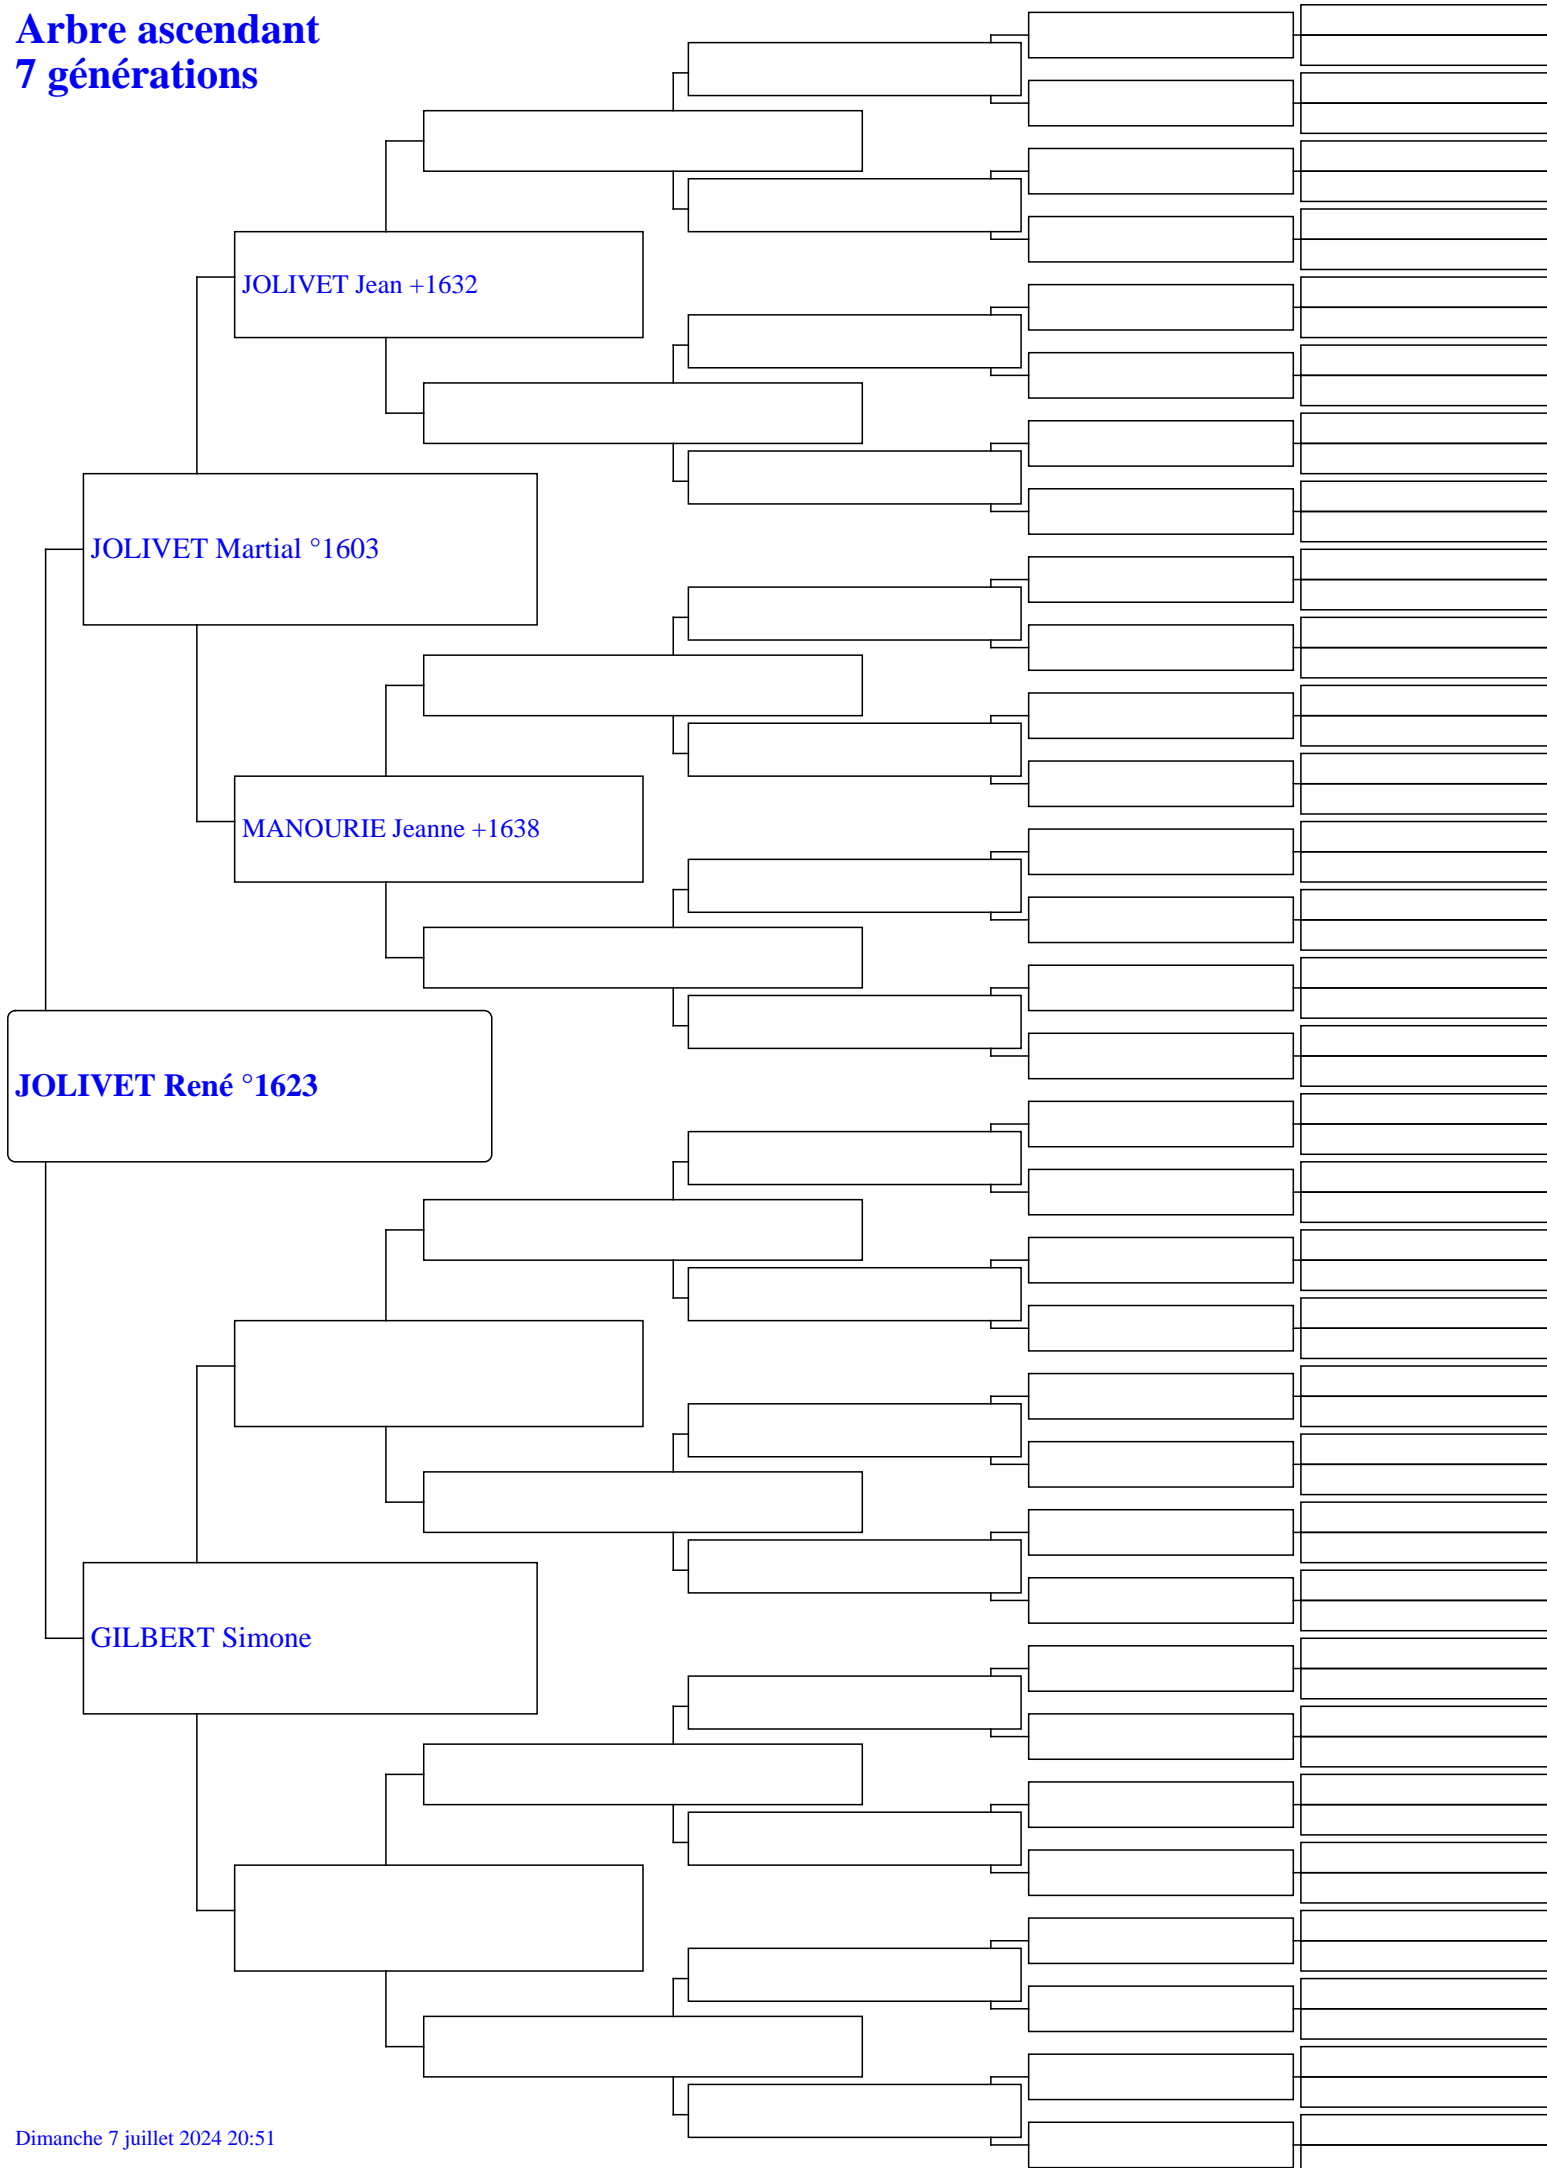 Arbre ascendant
7 générations
JOLIVET Jean +1632
JOLIVET Martial °1603
MANOURIE Jeanne +1638
JOLIVET René °1623
GILBERT Simone
Dimanche 7 juillet 2024 20:51